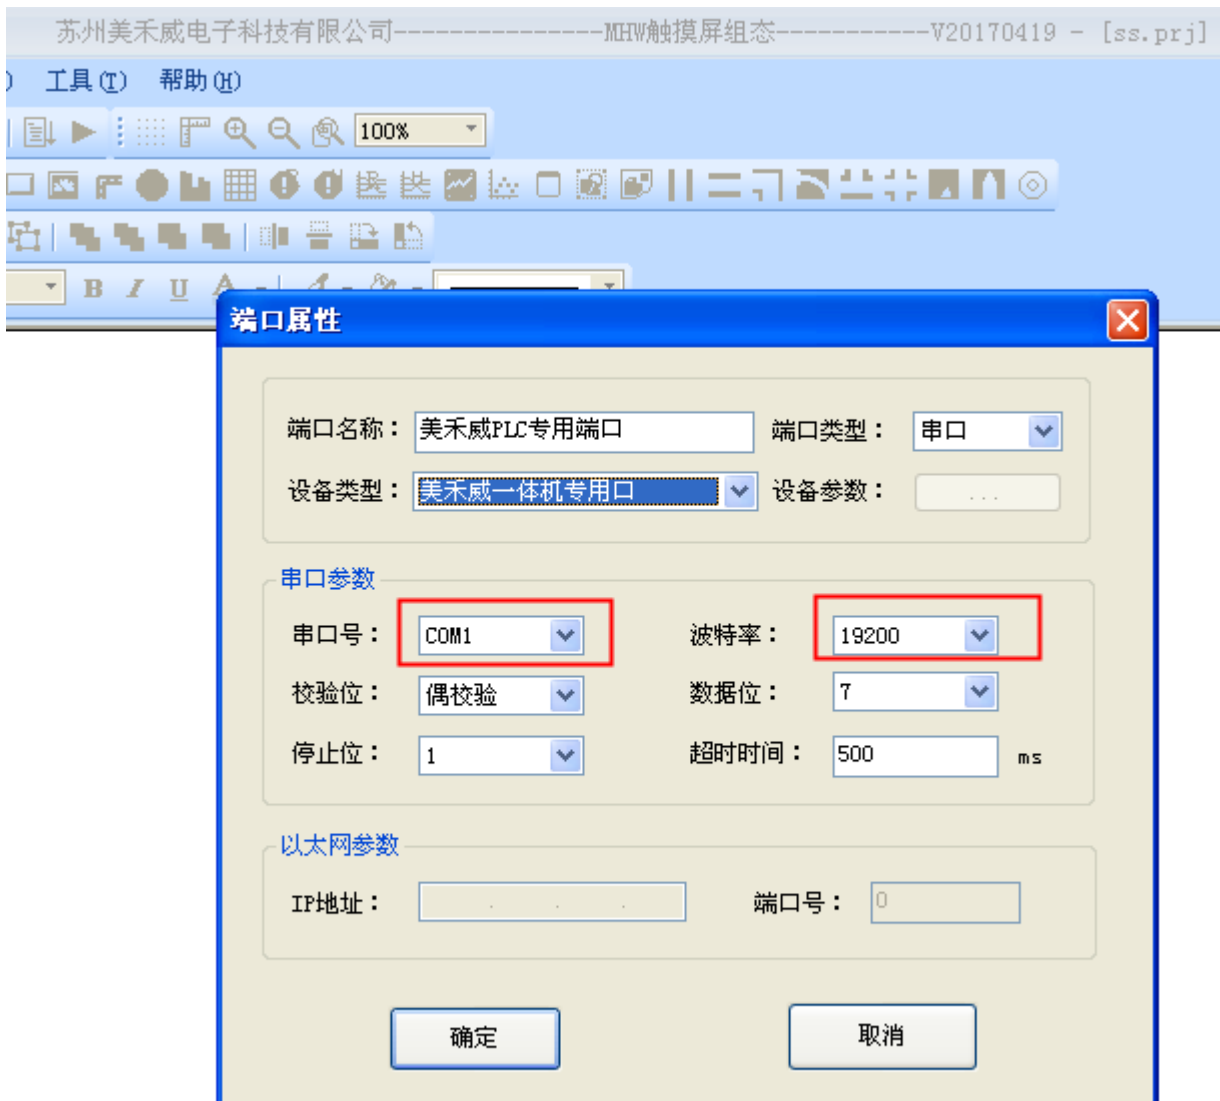 苏州美禾威电子科技有限公司---------------MHW触摸屏组态-----------V20170419 - [ss.prj]
) 工具(T) 帮助(H)
100%
B I U A
端口属性
端口名称： 美禾威PLC专用端口 端口类型： 串口
设备类型： 美禾威一体机专用口 设备参数： ...
串口参数
串口号： COM1 波特率： 19200
校验位： 偶校验 数据位： 7
停止位： 1 超时时间： 500 ms
以太网参数
IP地址： . . . 端口号： 0
确定 取消